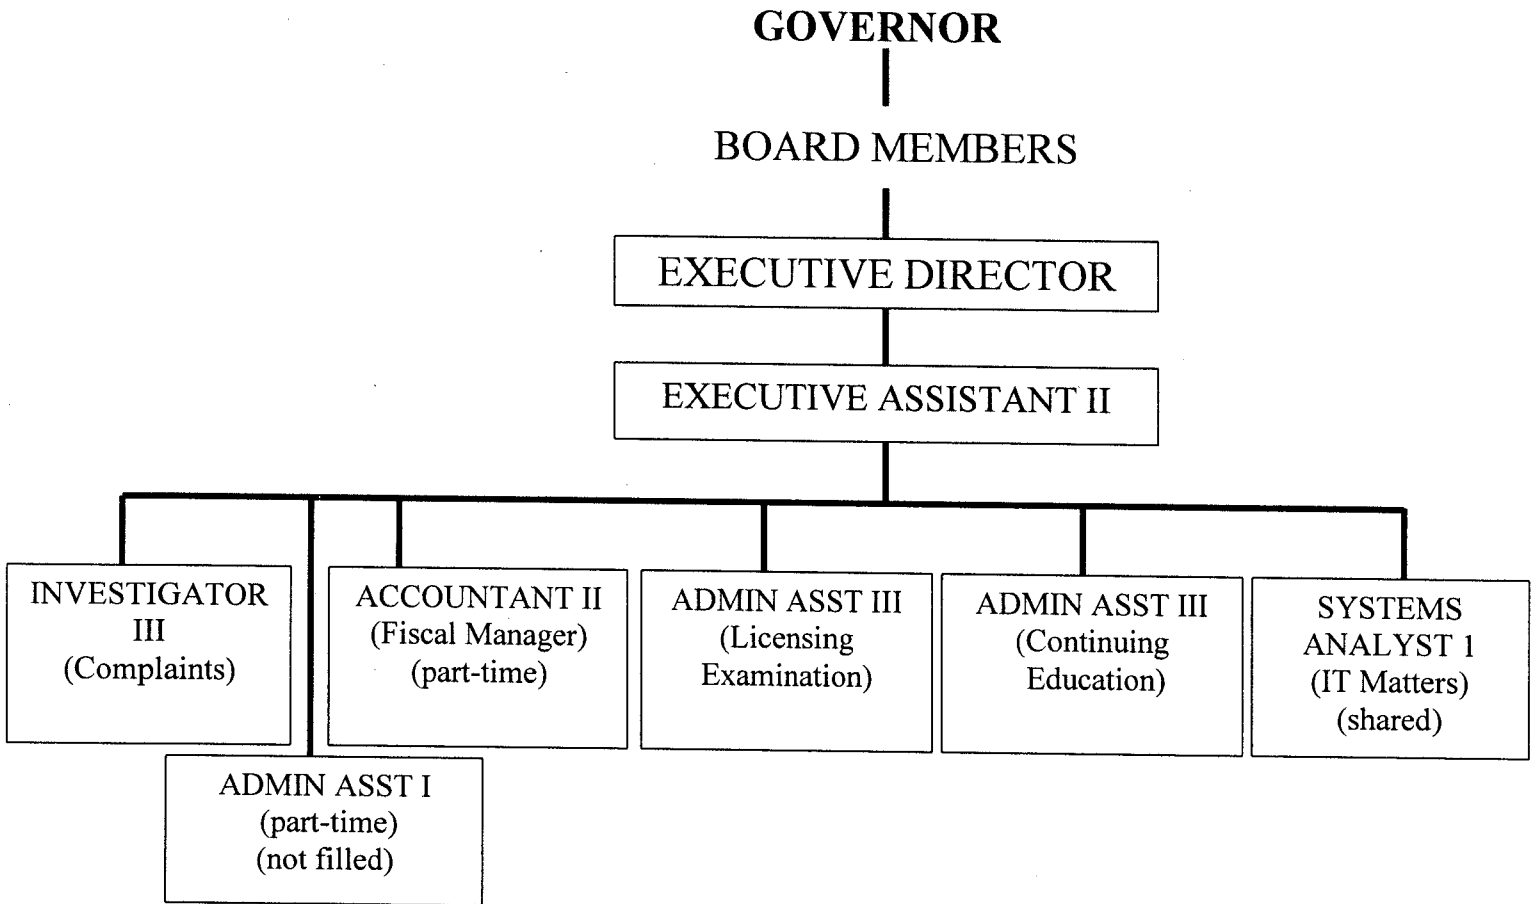 GOVERNOR
BOARD MEMBERS
EXECUTIVE DIRECTOR
EXECUTIVE ASSISTANT II
INVESTIGATOR
III
(Complaints)
ACCOUNTANT II
(Fiscal Manager)
(part-time)
ADMIN ASST III
(Licensing
Examination)
ADMIN ASST III
(Continuing
Education)
SYSTEMS
ANALYST 1
(IT Matters)
(shared)
ADMIN ASST I
(part-time)
(not filled)